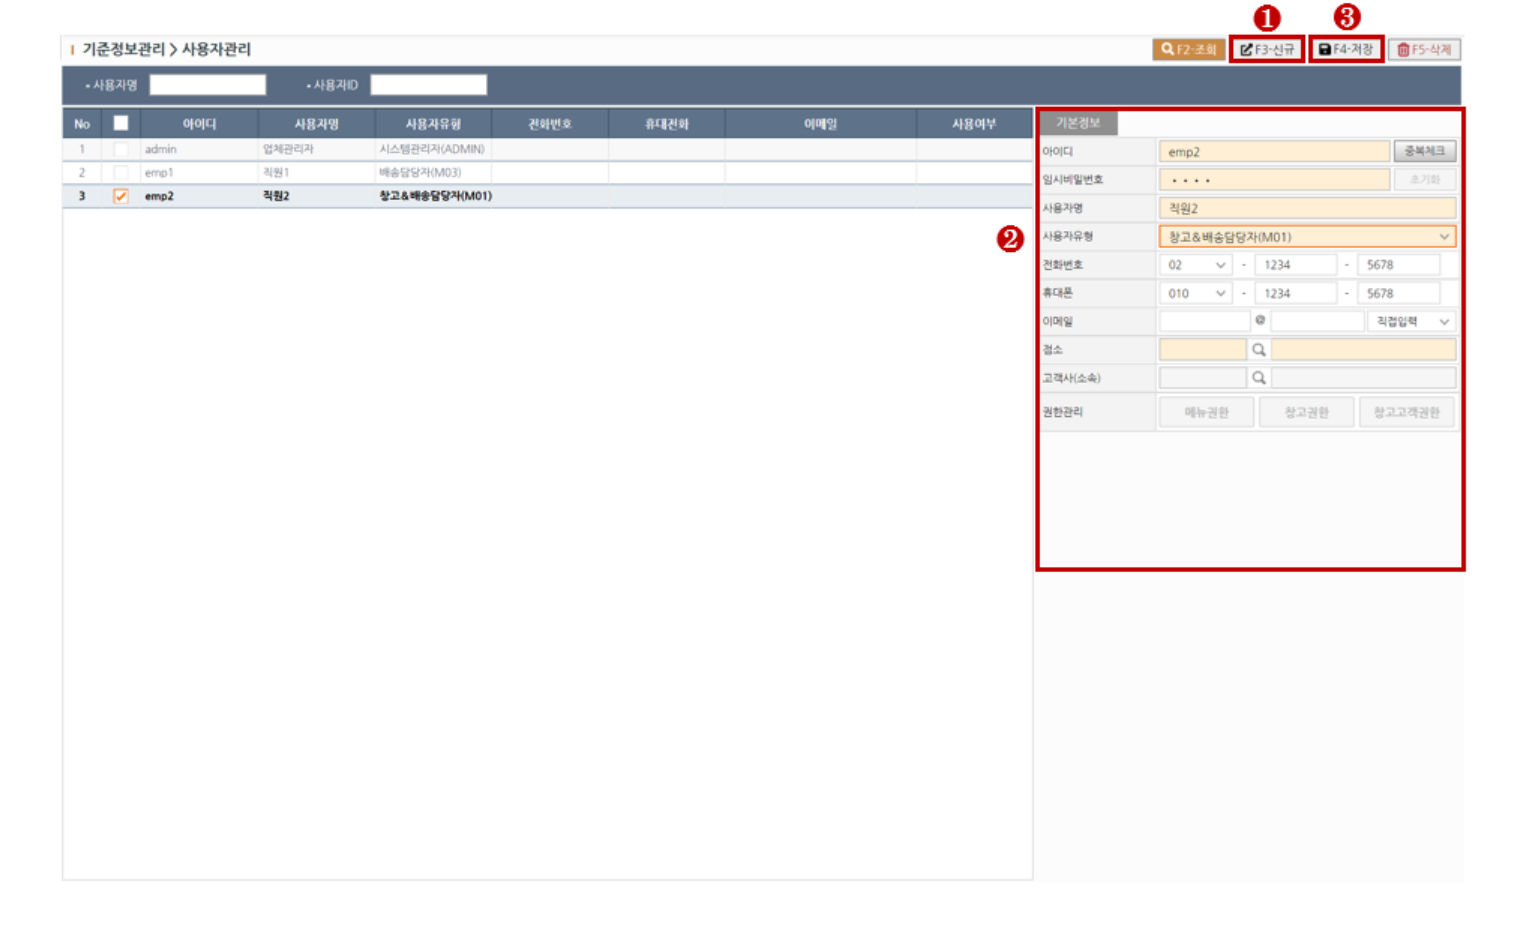 ❶ ❸
기준정보관리 > 사용자관리 F2-조회 F3-신규 F4-저장 F5-삭제
• 사용자명 • 사용자ID
No 아이디 사용자명 사용자유형 전화번호 휴대전화 이메일 사용여부
1 admin 업체관리자 시스템관리자(ADMIN)
2 emp1 직원1 배송담당자(M03)
3 emp2 직원2 창고&배송담당자(M01)
❷
기본정보
아이디 emp2 중복체크
임시비밀번호 • • • • 초기화
사용자명 직원2
사용자유형 창고&배송담당자(M01)
전화번호 02 - 1234 - 5678
휴대폰 010 - 1234 - 5678
이메일 @ 직접입력
점소
고객사(소속)
권한관리 메뉴권한 창고권한 창고고객권한